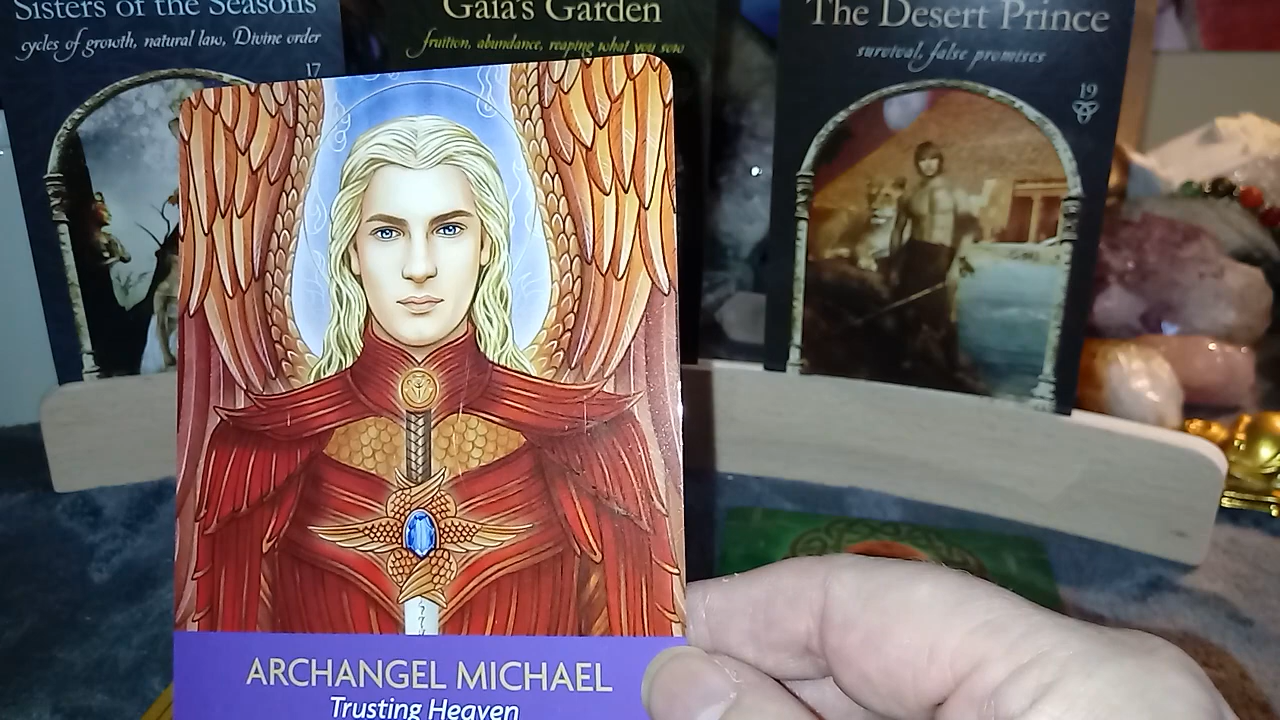 Sisters of the Seasons
cycles of growth, natural law, Divine order
17
Gaia's Garden
fruition, abundance, reaping what you sow
The Desert Prince
survival, false promises
19
ARCHANGEL MICHAEL
Trusting Heaven